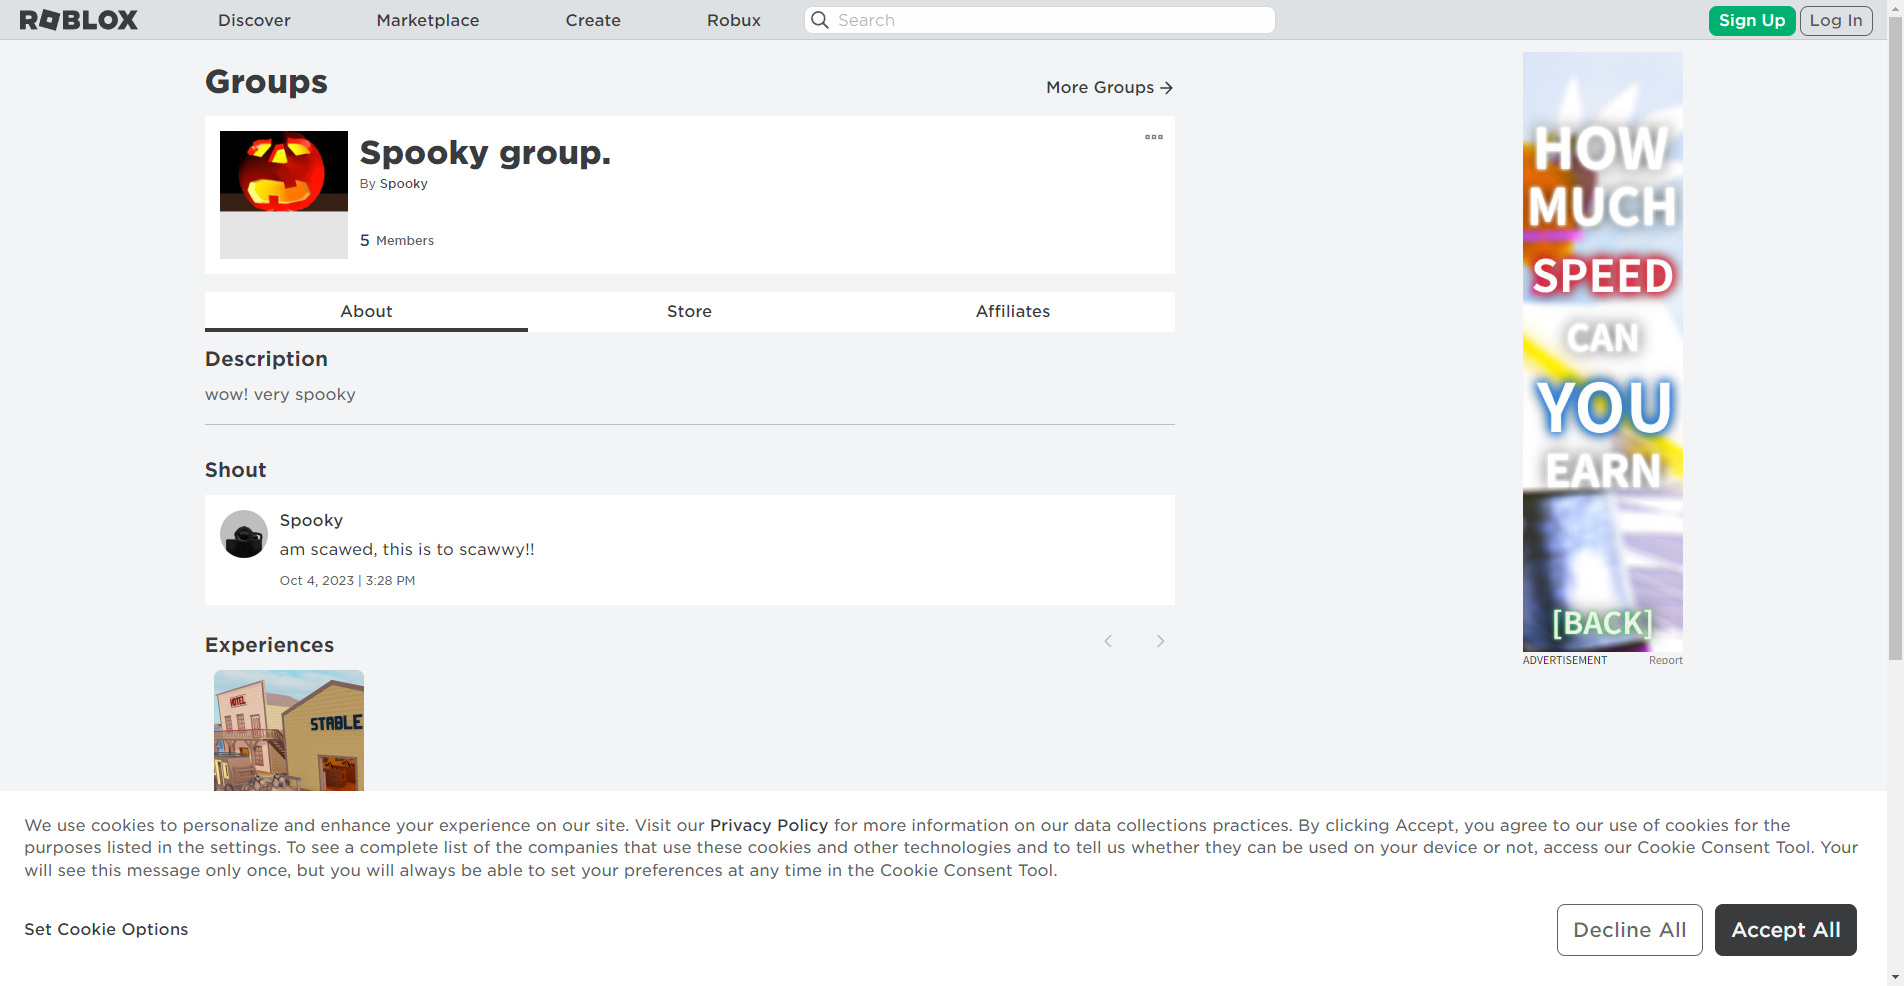 ROBLOX
Discover
Marketplace
Create
Robux
Search
Sign Up
Log In
Groups
More Groups
Spooky group.
By Spooky
5 Members
About
Store
Affiliates
Description
wow! very spooky
Shout
Spooky
am scawed, this is to scawwy!!
Oct 4, 2023 | 3:28 PM
Experiences
HOTEL
STABLE
HOW
MUCH
SPEED
CAN
YOU
EARN
[BACK]
ADVERTISEMENT
Report
We use cookies to personalize and enhance your experience on our site. Visit our Privacy Policy for more information on our data collections practices. By clicking Accept, you agree to our use of cookies for the
purposes listed in the settings. To see a complete list of the companies that use these cookies and other technologies and to tell us whether they can be used on your device or not, access our Cookie Consent Tool. Your
will see this message only once, but you will always be able to set your preferences at any time in the Cookie Consent Tool.
Set Cookie Options
Decline All
Accept All